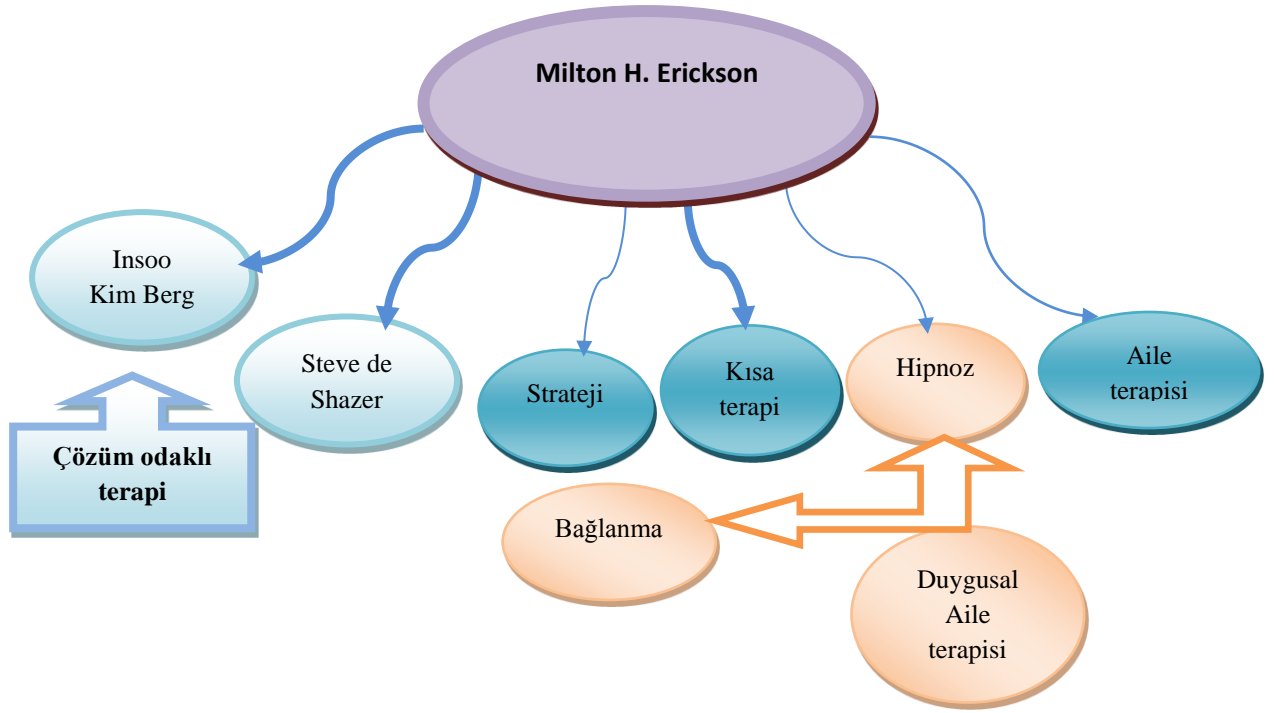 Milton H. Erickson
Insoo
Kim Berg
Steve de
Shazer
Strateji
Kısa
terapi
Hipnoz
Aile
terapisi
Çözüm odaklı
terapi
Bağlanma
Duygusal
Aile
terapisi